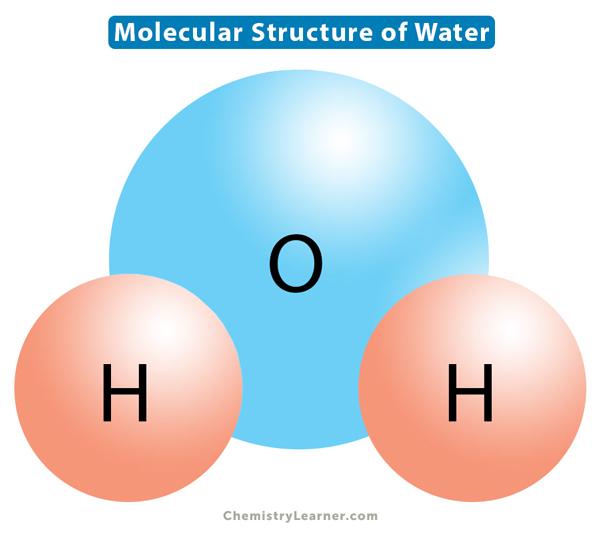 Molecular Structure of Water
O
H H
ChemistryLearner.com